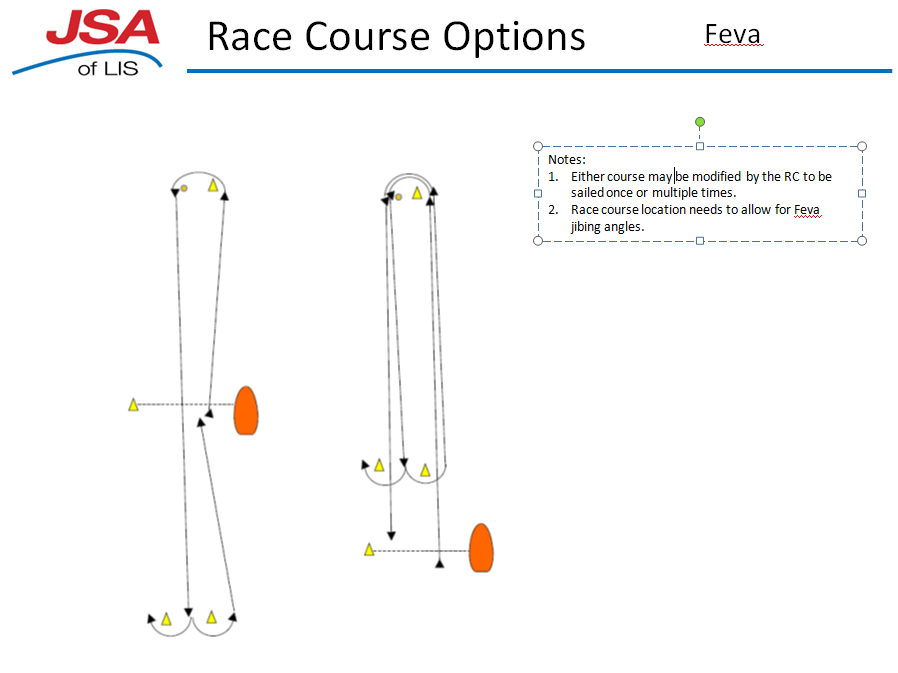 JSA
of LIS
Race Course Options
Feva
Notes:
1. Either course may be modified by the RC to be
sailed once or multiple times.
2. Race course location needs to allow for Feva
jibing angles.